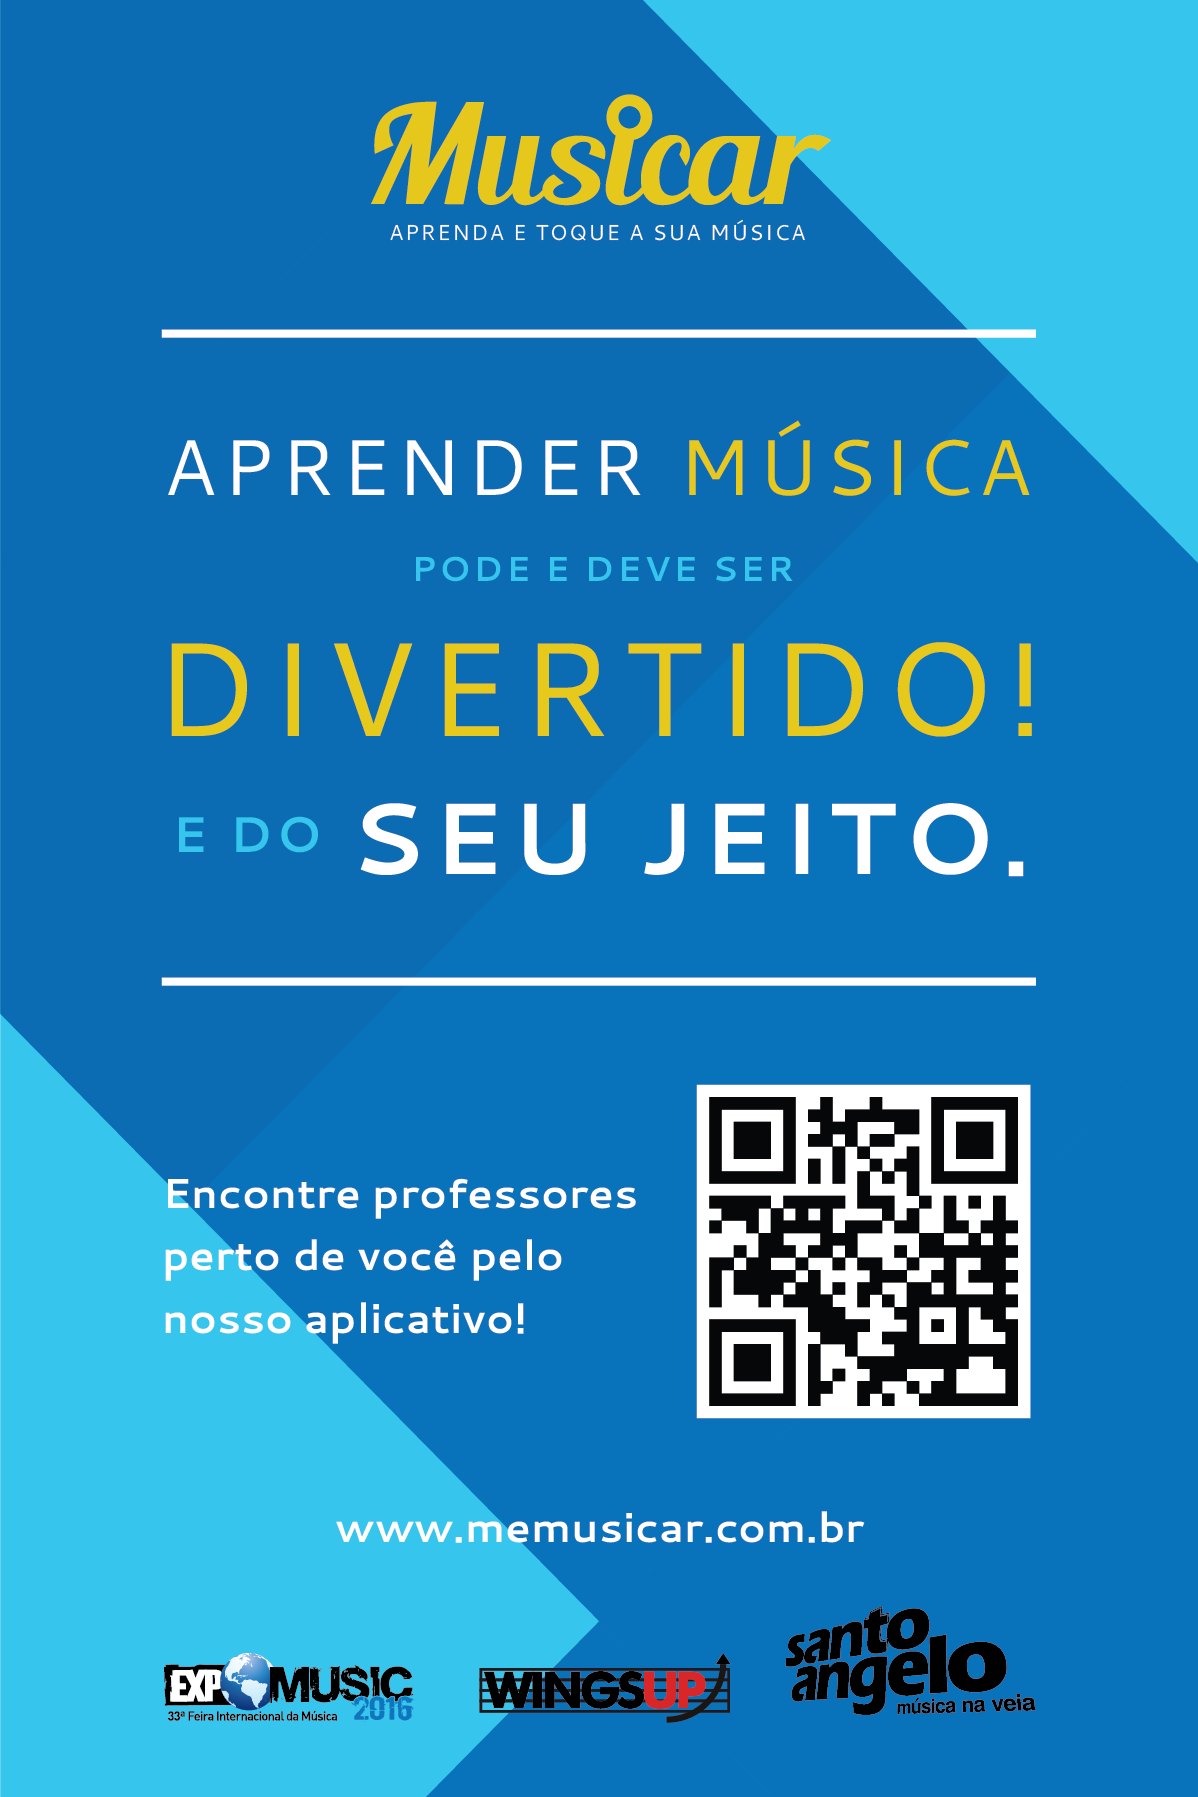 Musicar
APRENDA E TOQUE A SUA MÚSICA
APRENDER MÚSICA
PODE E DEVE SER
DIVERTIDO!
E DO SEU JEITO.
Encontre professores
perto de você pelo
nosso aplicativo!
www.memusicar.com.br
EXPOMUSIC
2016
33ª Feira Internacional da Música
WINGSUP
santo
angelo
música na veia